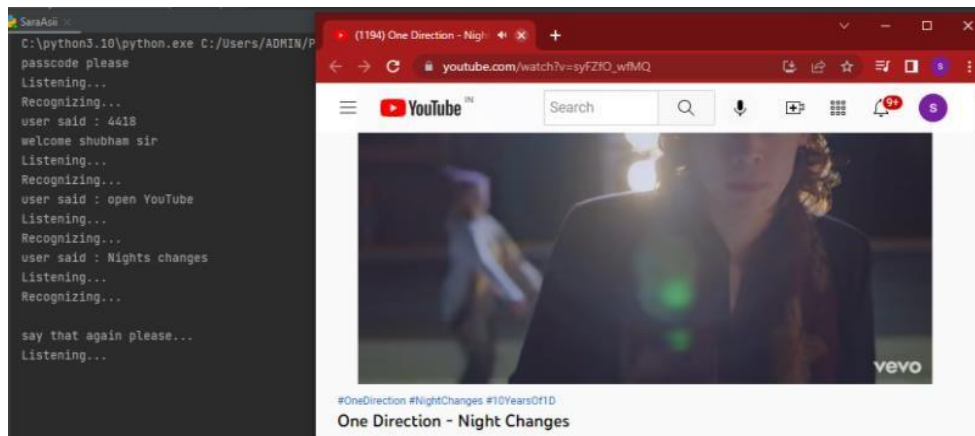 SaraAsii
C:\python3.10\python.exe C:/Users/ADMIN/P
passcode please
Listening...
Recognizing...
user said : 4418
welcome shubham sir
Listening...
Recognizing...
user said : open YouTube
Listening...
Recognizing...
user said : Nights changes
Listening...
Recognizing...
say that again please...
Listening...
(1194) One Direction - Nigh
youtube.com/watch?v=syFZfO_wfMQ
YouTube IN
Search
9+
s
vevo
#OneDirection #NightChanges #10YearsOf1D
One Direction - Night Changes